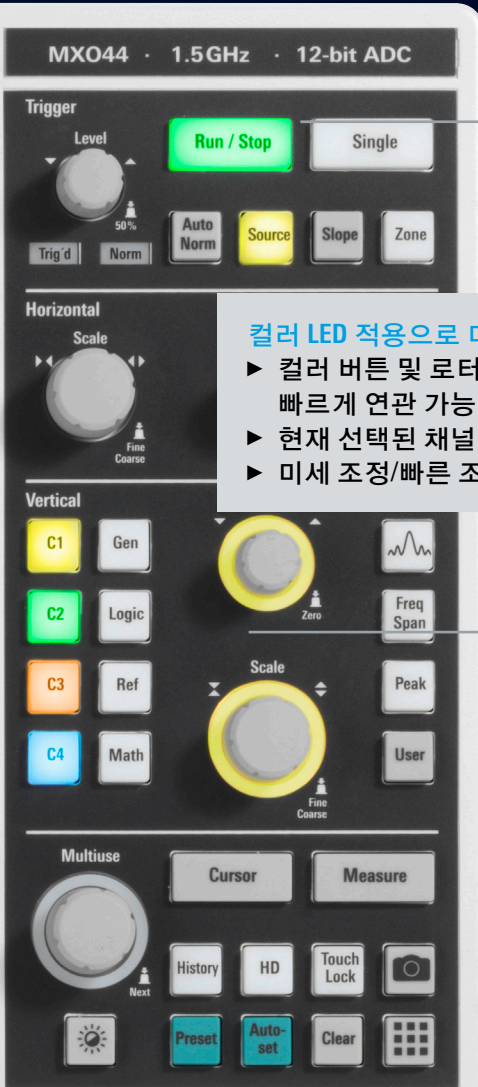 MXO44 · 1.5GHz · 12-bit ADC
Trigger
Level
Run / Stop
Single
50%
Trig´d
Norm
Auto
Norm
Source
Slope
Zone
Horizontal
Scale
Fine
Coarse
컬러 LED 적용으로
▶ 컬러 버튼 및 로터
빠르게 연관 가능
▶ 현재 선택된 채널
▶ 미세 조정/빠른 조
Vertical
C1
Gen
Zero
C2
Logic
Freq
Span
Scale
C3
Ref
Peak
C4
Math
User
Fine
Coarse
Multiuse
Cursor
Measure
Next
History
HD
Touch
Lock
Preset
Auto-
set
Clear